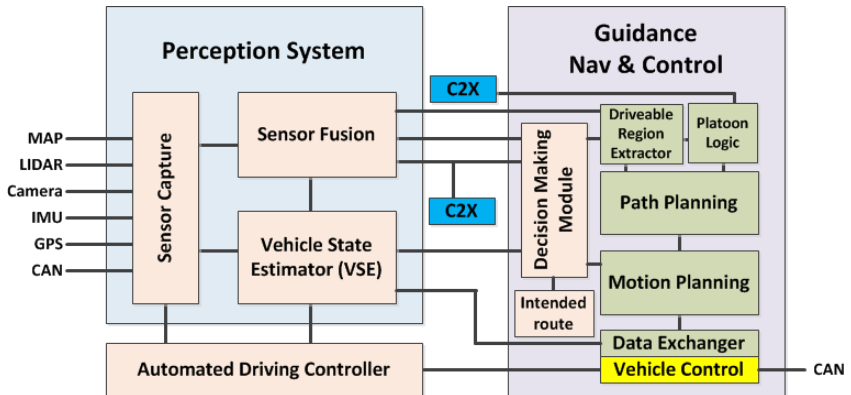 Perception System
Guidance
Nav & Control
C2X
MAP
LIDAR
Camera
IMU
GPS
CAN
Sensor Capture
Sensor Fusion
Vehicle State
Estimator (VSE)
C2X
Decision Making
Module
Intended
route
Driveable
Region
Extractor
Platoon
Logic
Path Planning
Motion Planning
Data Exchanger
Vehicle Control
CAN
Automated Driving Controller